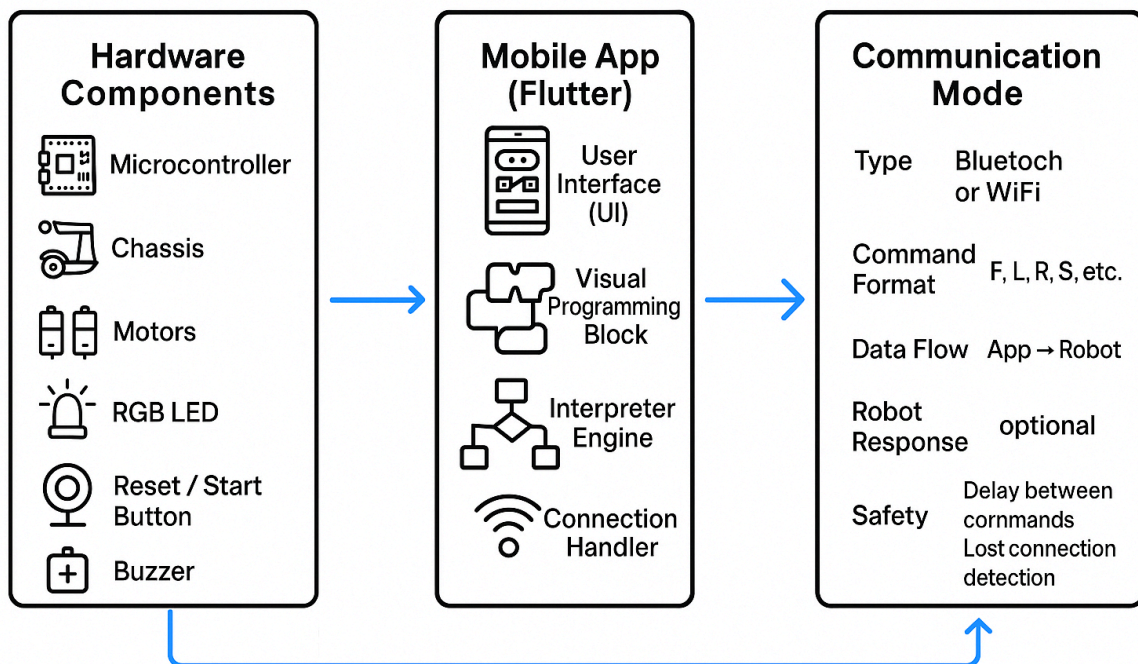 Hardware
Components
Microcontroller
Chassis
Motors
RGB LED
Reset / Start
Button
Buzzer
Mobile App
(Flutter)
User
Interface
(UI)
Visual
Programming
Block
Interpreter
Engine
Connection
Handler
Communication
Mode
Type Bluetoch
or WiFi
Command
Format F, L, R, S, etc.
Data Flow App → Robot
Robot
Response optional
Safety Delay between
cornmands
Lost connection
detection